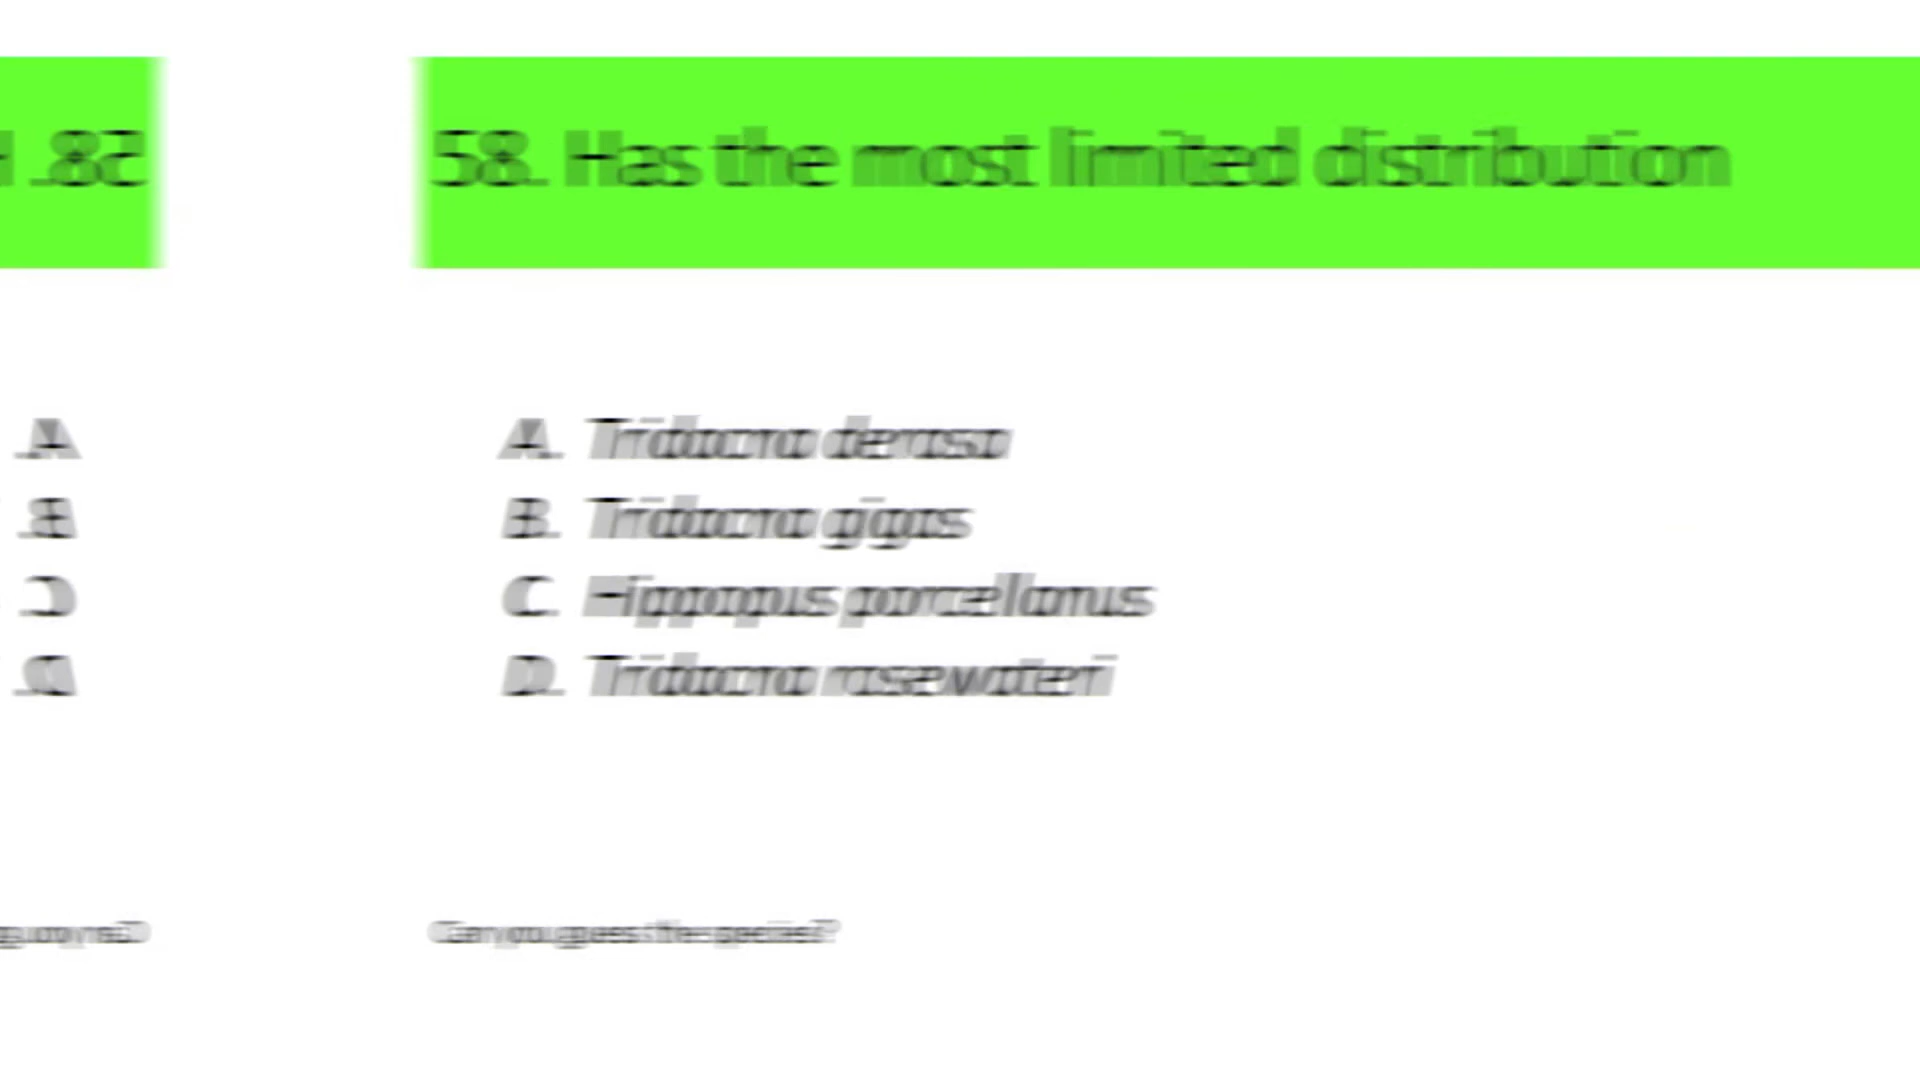 58. Has the most limited distribution
A. Tridacna derasa
B. Tridacna gigas
C. Hippopus porcellanus
D. Tridacna rosewateri
Can you guess the species?